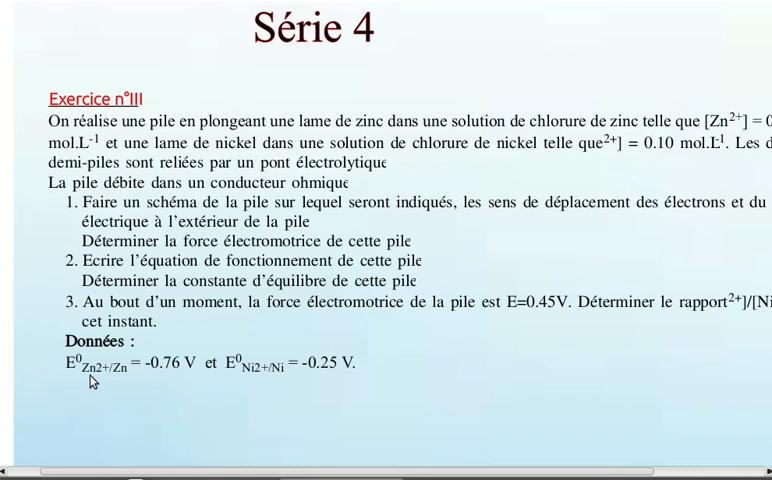 Série 4
Exercice n°III
On réalise une pile en plongeant une lame de zinc dans une solution de chlorure de zinc telle que [Zn2+] = 0
mol.L-1 et une lame de nickel dans une solution de chlorure de nickel telle que2+] = 0.10 mol.L-1. Les d
demi-piles sont reliées par un pont électrolytique
La pile débite dans un conducteur ohmique
1. Faire un schéma de la pile sur lequel seront indiqués, les sens de déplacement des électrons et du
électrique à l'extérieur de la pile
Déterminer la force électromotrice de cette pile
2. Ecrire l'équation de fonctionnement de cette pile
Déterminer la constante d'équilibre de cette pile
3. Au bout d'un moment, la force électromotrice de la pile est E=0.45V. Déterminer le rapport2+]/[Ni
cet instant.
Données :
E0Zn2+/Zn = -0.76 V et E0Ni2+/Ni = -0.25 V.